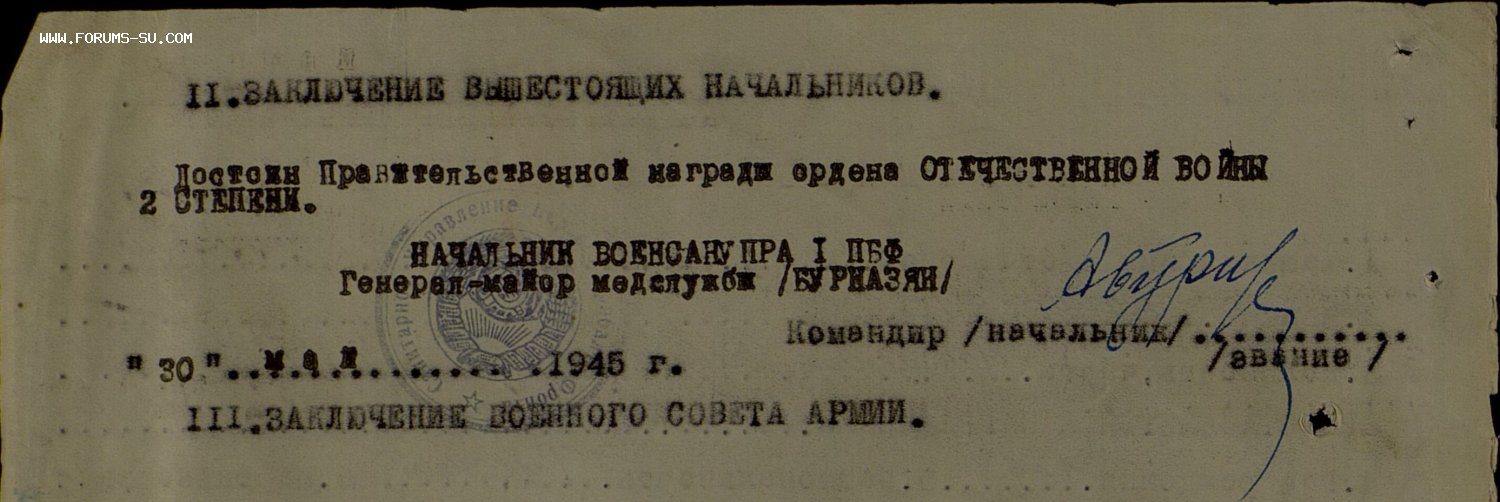 WWW.FORUMS-SU.COM
II.ЗАКЛЮЧЕНИЕ ВЫШЕСТОЯЩИХ НАЧАЛЬНИКОВ.
Достоин Правительственной награды ордена ОТЕЧЕСТВЕННОЙ ВОЙНЫ
2 СТЕПЕНИ.
НАЧАЛЬНИК ВОЕНСАНУПРА I ПБФ
Генерал-майор медслужбы /БУРНАЗЯН/
Командир /начальник/...........
/звание /
"30"..мая..............1945 г.
III.ЗАКЛЮЧЕНИЕ ВОЕННОГО СОВЕТА АРМИИ.